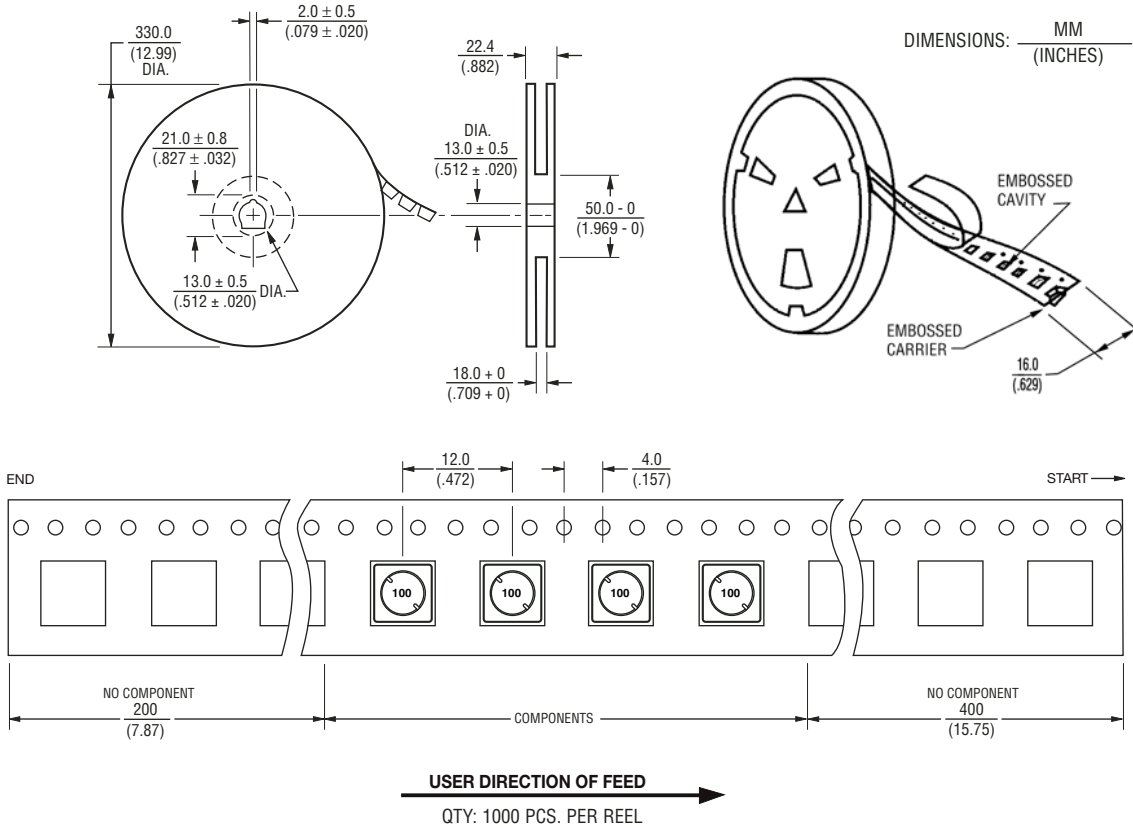 2.0 ± 0.5
(.079 ± .020)
330.0
(12.99)
DIA.
22.4
(.882)
DIMENSIONS: MM
(INCHES)
21.0 ± 0.8
(.827 ± .032)
DIA.
13.0 ± 0.5
(.512 ± .020)
50.0 - 0
(1.969 - 0)
EMBOSSED
CAVITY
13.0 ± 0.5
(.512 ± .020) DIA.
EMBOSSED
CARRIER
18.0 + 0
(.709 + 0)
16.0
(.629)
END
12.0
(.472)
4.0
(.157)
START
100 100 100 100
NO COMPONENT
200
(7.87)
COMPONENTS
NO COMPONENT
400
(15.75)
USER DIRECTION OF FEED
QTY: 1000 PCS. PER REEL